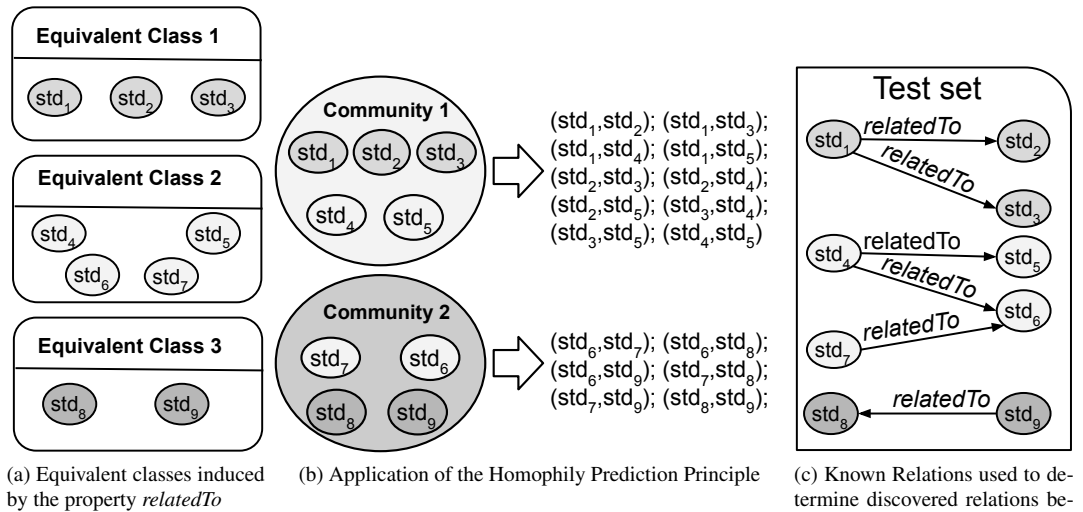 Equivalent Class 1
std₁ std₂ std₃
Equivalent Class 2
std₄ std₅
std₆ std₇
Equivalent Class 3
std₈ std₉
(a) Equivalent classes induced
by the property relatedTo
Community 1
std₁ std₂ std₃
std₄ std₅
(std₁,std₂); (std₁,std₃);
(std₁,std₄); (std₁,std₅);
(std₂,std₃); (std₂,std₄);
(std₂,std₅); (std₃,std₄);
(std₃,std₅); (std₄,std₅)
Community 2
std₇ std₆
std₈ std₉
(std₆,std₇); (std₆,std₈);
(std₆,std₉); (std₇,std₈);
(std₇,std₉); (std₈,std₉);
(b) Application of the Homophily Prediction Principle
Test set
std₁ relatedTo std₂
relatedTo
std₃
std₄ relatedTo std₅
relatedTo
std₆
std₇ relatedTo
std₈ relatedTo std₉
(c) Known Relations used to de-
termine discovered relations be-